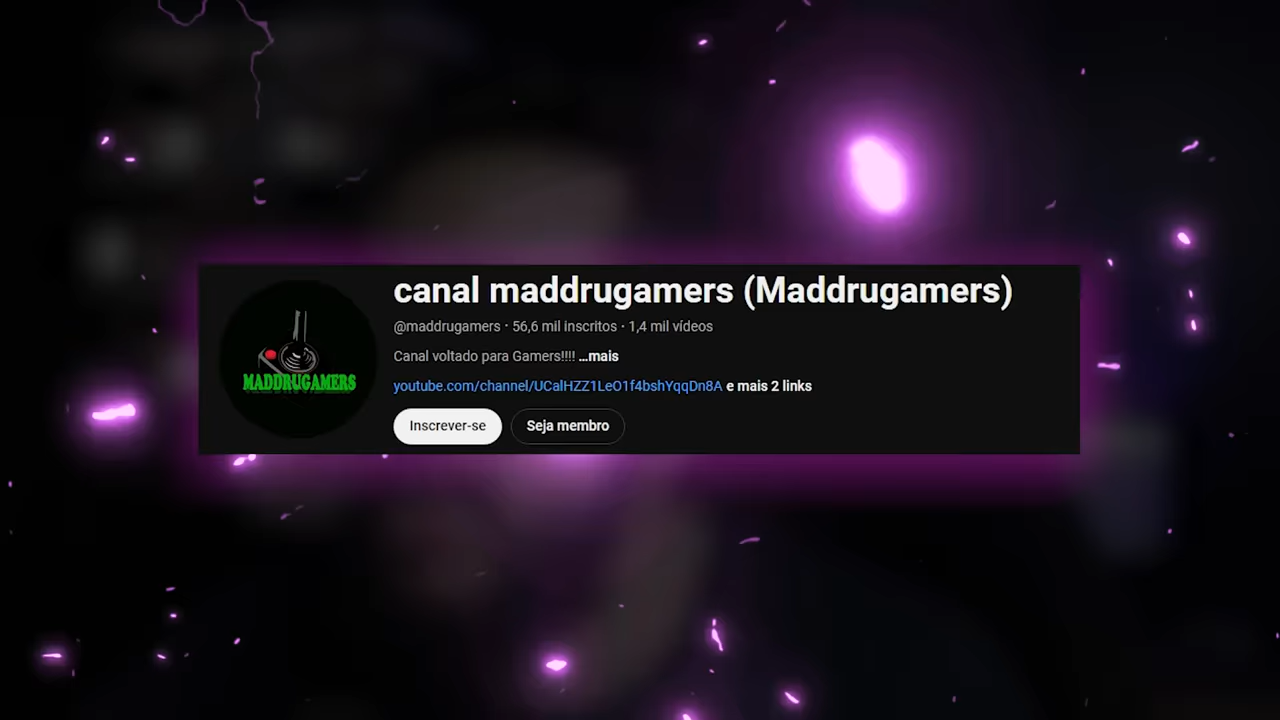 canal maddrugamers (Maddrugamers)
@maddrugamers · 56,6 mil inscritos · 1,4 mil vídeos
Canal voltado para Gamers!!!! ...mais
youtube.com/channel/UCalHZZ1LeO1f4bshYqqDn8A e mais 2 links
Inscrever-se Seja membro
MADDRUGAMERS